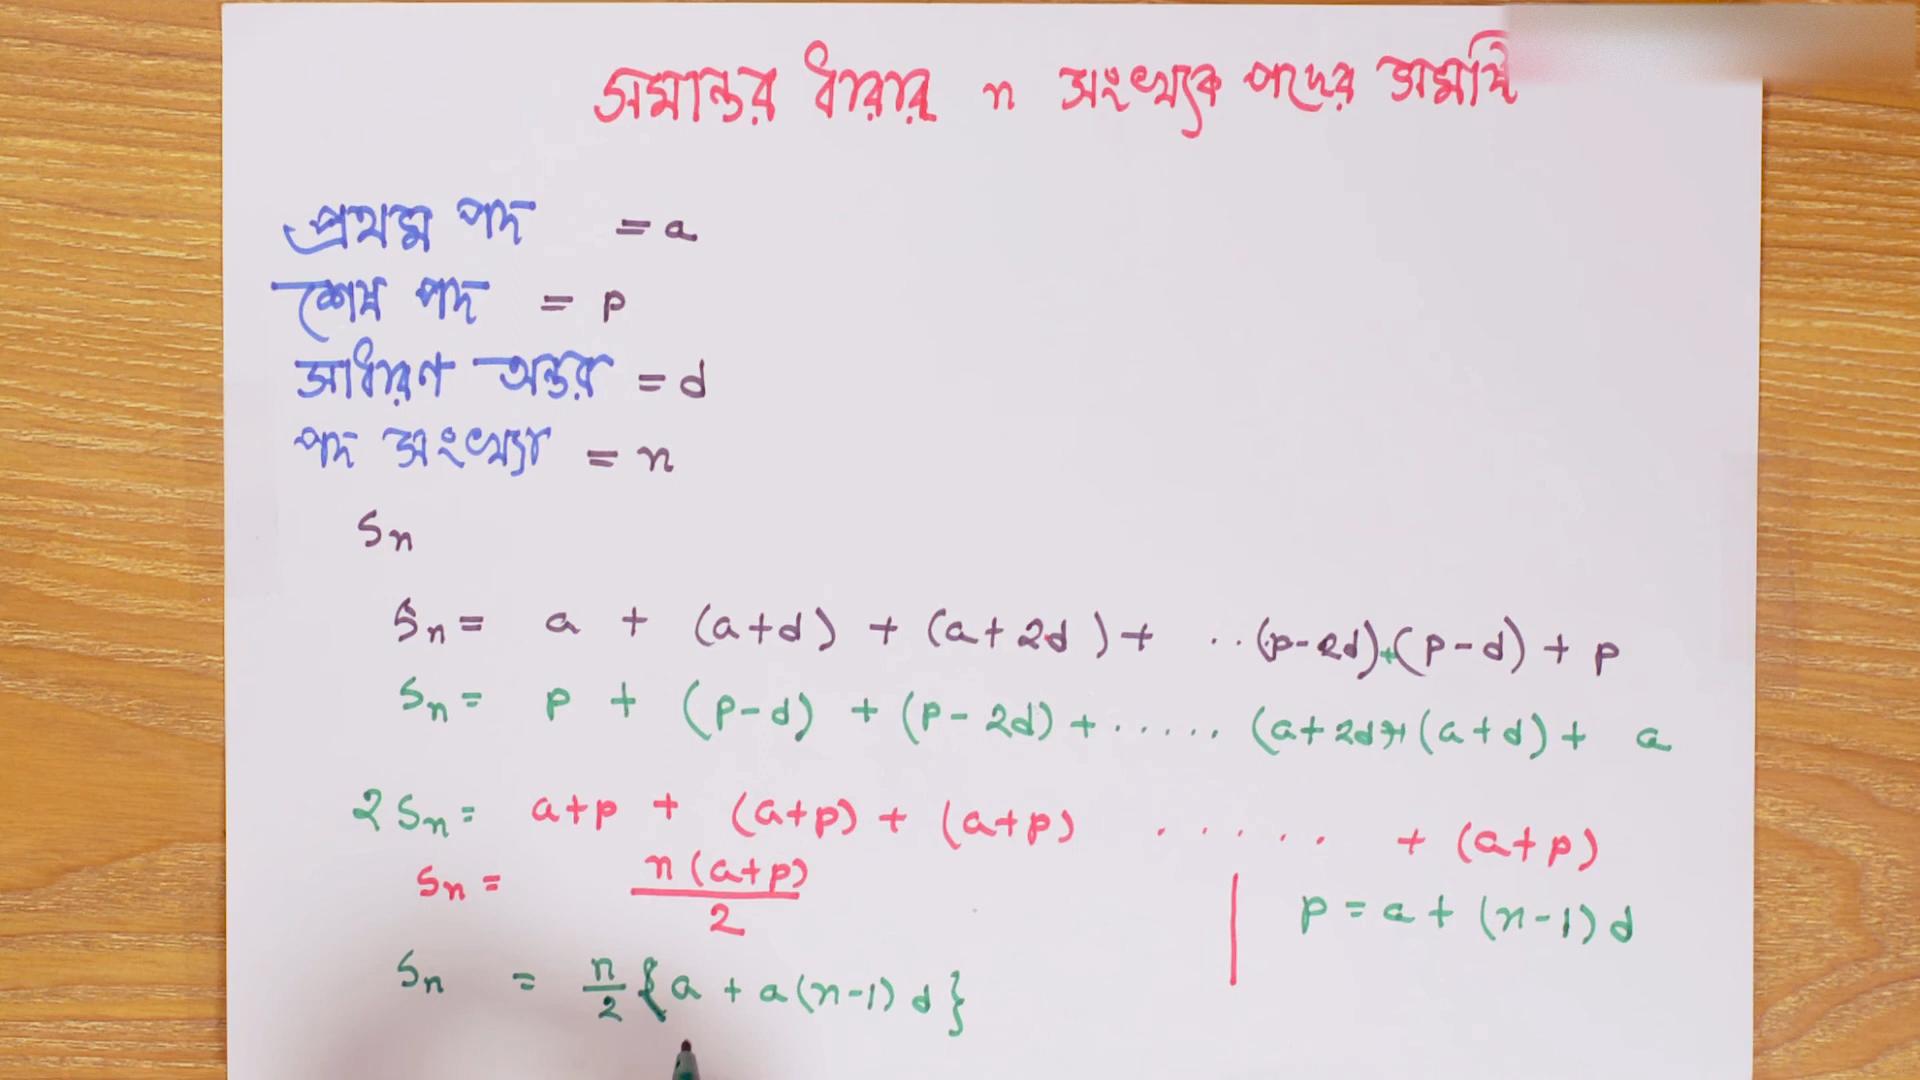 সমান্তর ধারার n সংখ্যক পদের সমষ্টি
প্রথম পদ = a
শেষ পদ = p
সাধারণ অন্তর = d
পদ সংখ্যা = n
Sn
Sn = a + (a+d) + (a+2d) + ..(p-2d)+(p-d) + p
Sn = p + (p-d) + (p-2d) + ...... (a+2d)+(a+d) + a
2Sn = a+p + (a+p) + (a+p) ...... + (a+p)
Sn = n(a+p)/2
p = a + (n-1)d
Sn = n/2 {a + a(n-1)d}